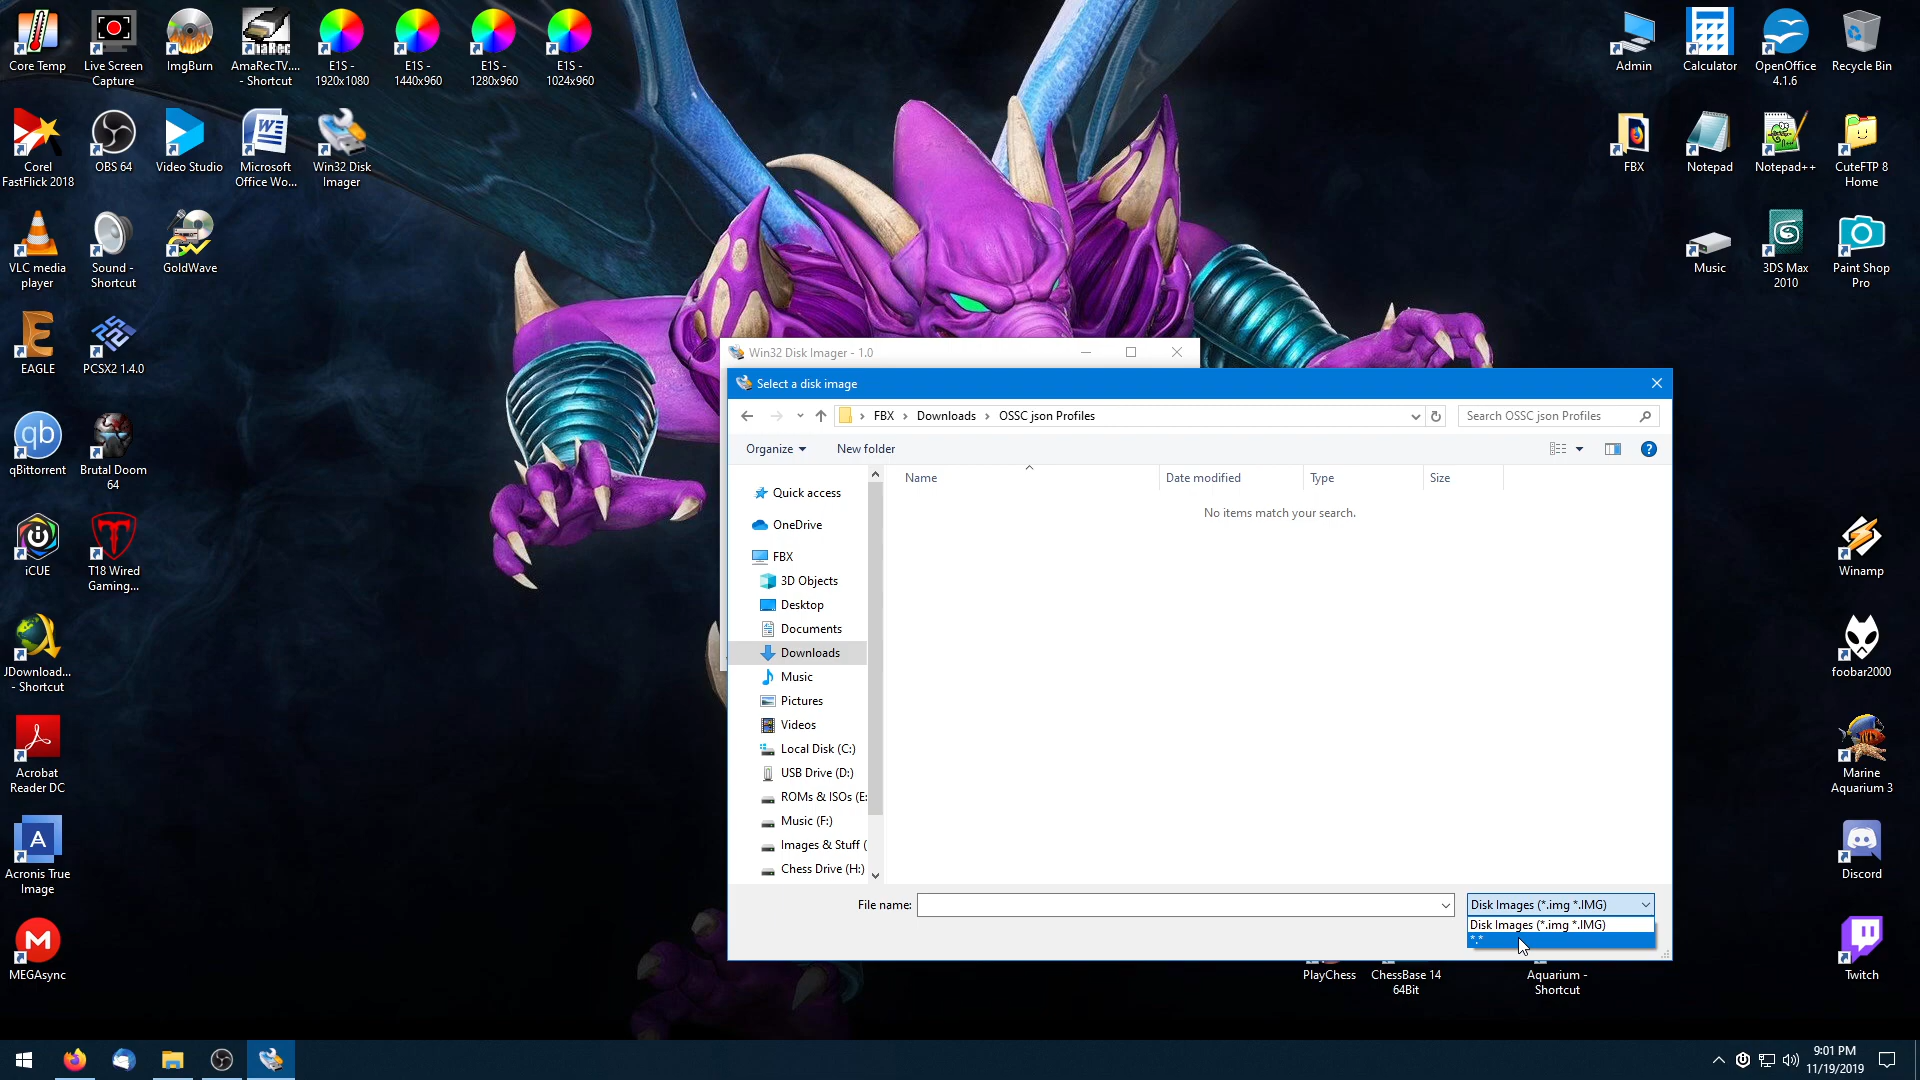 Core Temp
Live Screen
Capture
ImgBurn
AmaRec
AmaRecTV....
- Shortcut
E1S -
1920x1080
E1S -
1440x960
E1S -
1280x960
E1S -
1024x960
Admin
Calculator
OpenOffice
4.1.6
Recycle Bin
Corel
FastFlick 2018
OBS 64
Video Studio
Microsoft
Office Wo...
Win32 Disk
Imager
FBX
Notepad
Notepad++
CuteFTP 8
Home
VLC media
player
Sound -
Shortcut
GoldWave
Music
3DS Max
2010
Paint Shop
Pro
EAGLE
PCSX2 1.4.0
qb
qBittorrent
Brutal Doom
64
iCUE
T18 Wired
Gaming...
Winamp
JDownload...
- Shortcut
foobar2000
Acrobat
Reader DC
Marine
Aquarium 3
A
Acronis True
Image
Discord
M
MEGAsync
PlayChess
ChessBase 14
64Bit
Aquarium -
Shortcut
Twitch
Win32 Disk Imager - 1.0
Select a disk image
FBX > Downloads > OSSC json Profiles
Search OSSC json Profiles
Organize
New folder
Name
Date modified
Type
Size
No items match your search.
Quick access
OneDrive
FBX
3D Objects
Desktop
Documents
Downloads
Music
Pictures
Videos
Local Disk (C:)
USB Drive (D:)
ROMs & ISOs (E:
Music (F:)
Images & Stuff (
Chess Drive (H:)
File name:
Disk Images (*.img *.IMG)
Disk Images (*.img *.IMG)
*.*
9:01 PM
11/19/2019